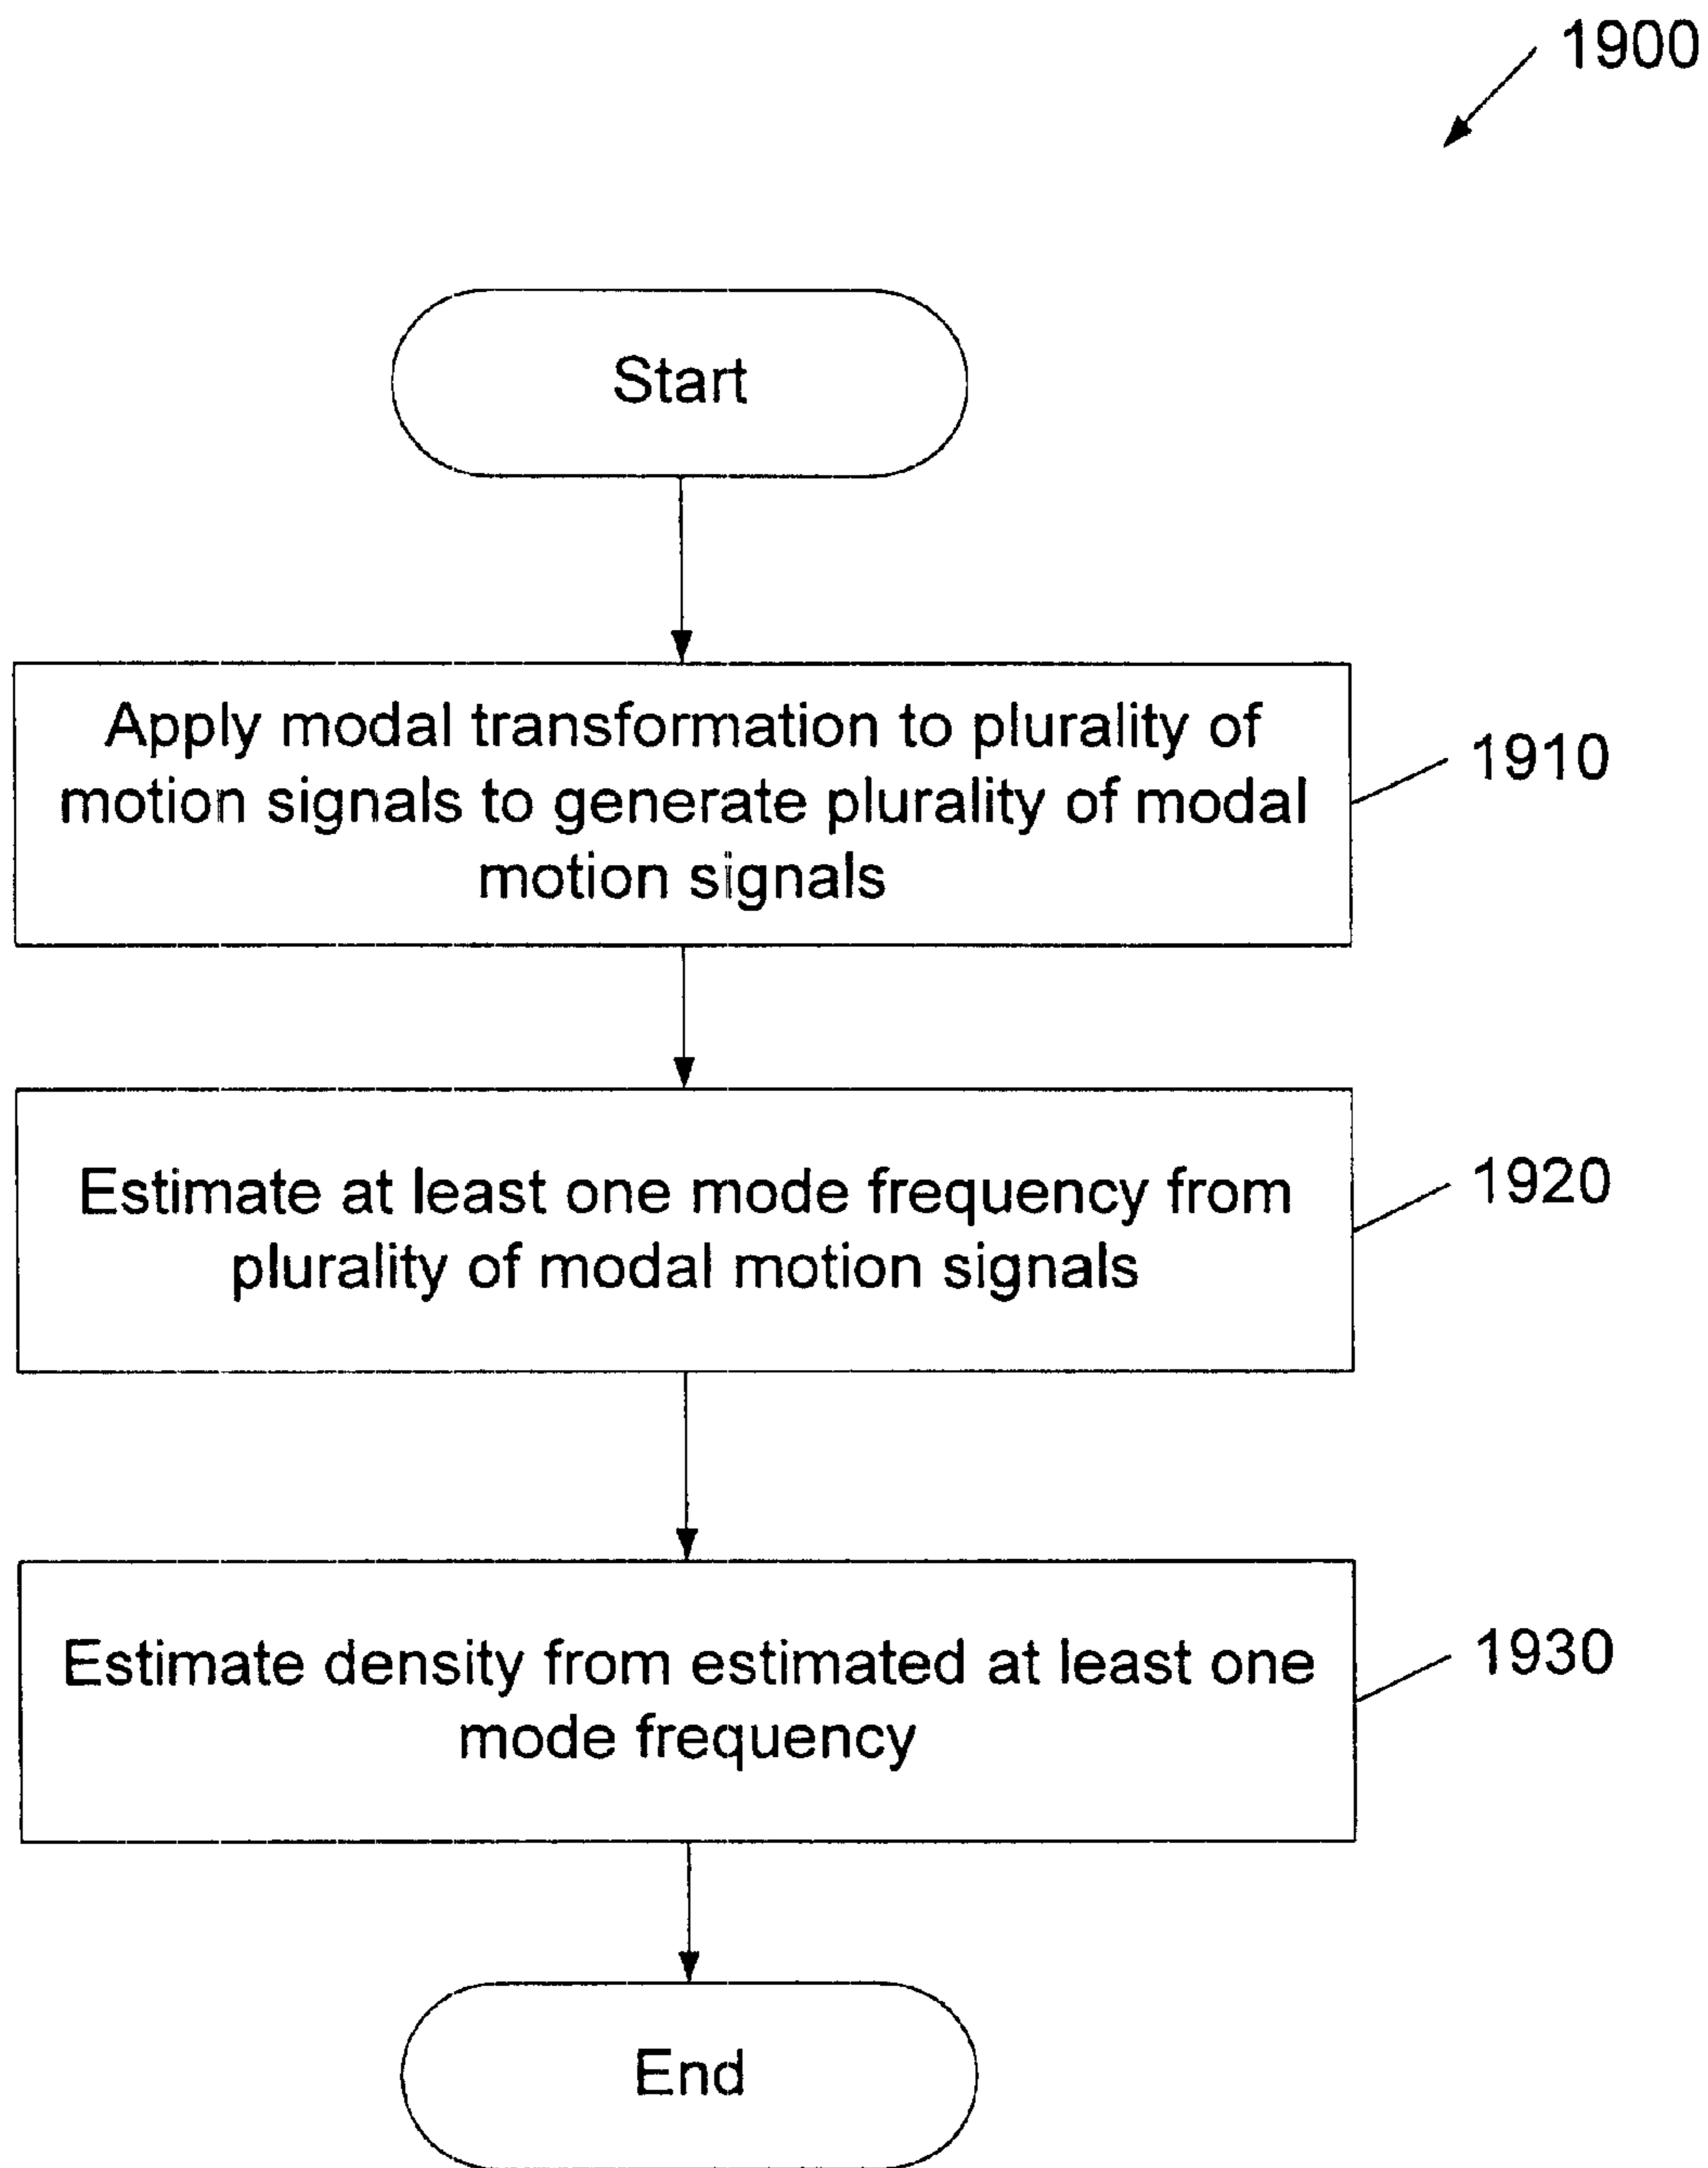 1900
Start
Apply modal transformation to plurality of
motion signals to generate plurality of modal
motion signals
1910
Estimate at least one mode frequency from
plurality of modal motion signals
1920
Estimate density from estimated at least one
mode frequency
1930
End